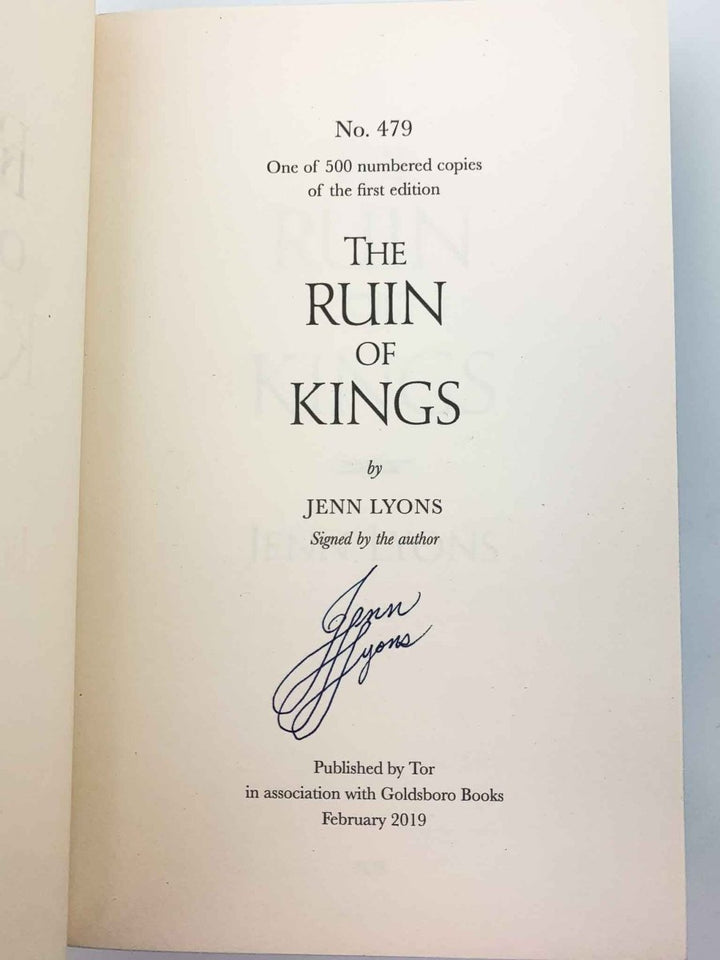 No. 479
One of 500 numbered copies
of the first edition
THE
RUIN
OF
KINGS
by
JENN LYONS
Signed by the author
Jenn
Lyons
Published by Tor
in association with Goldsboro Books
February 2019